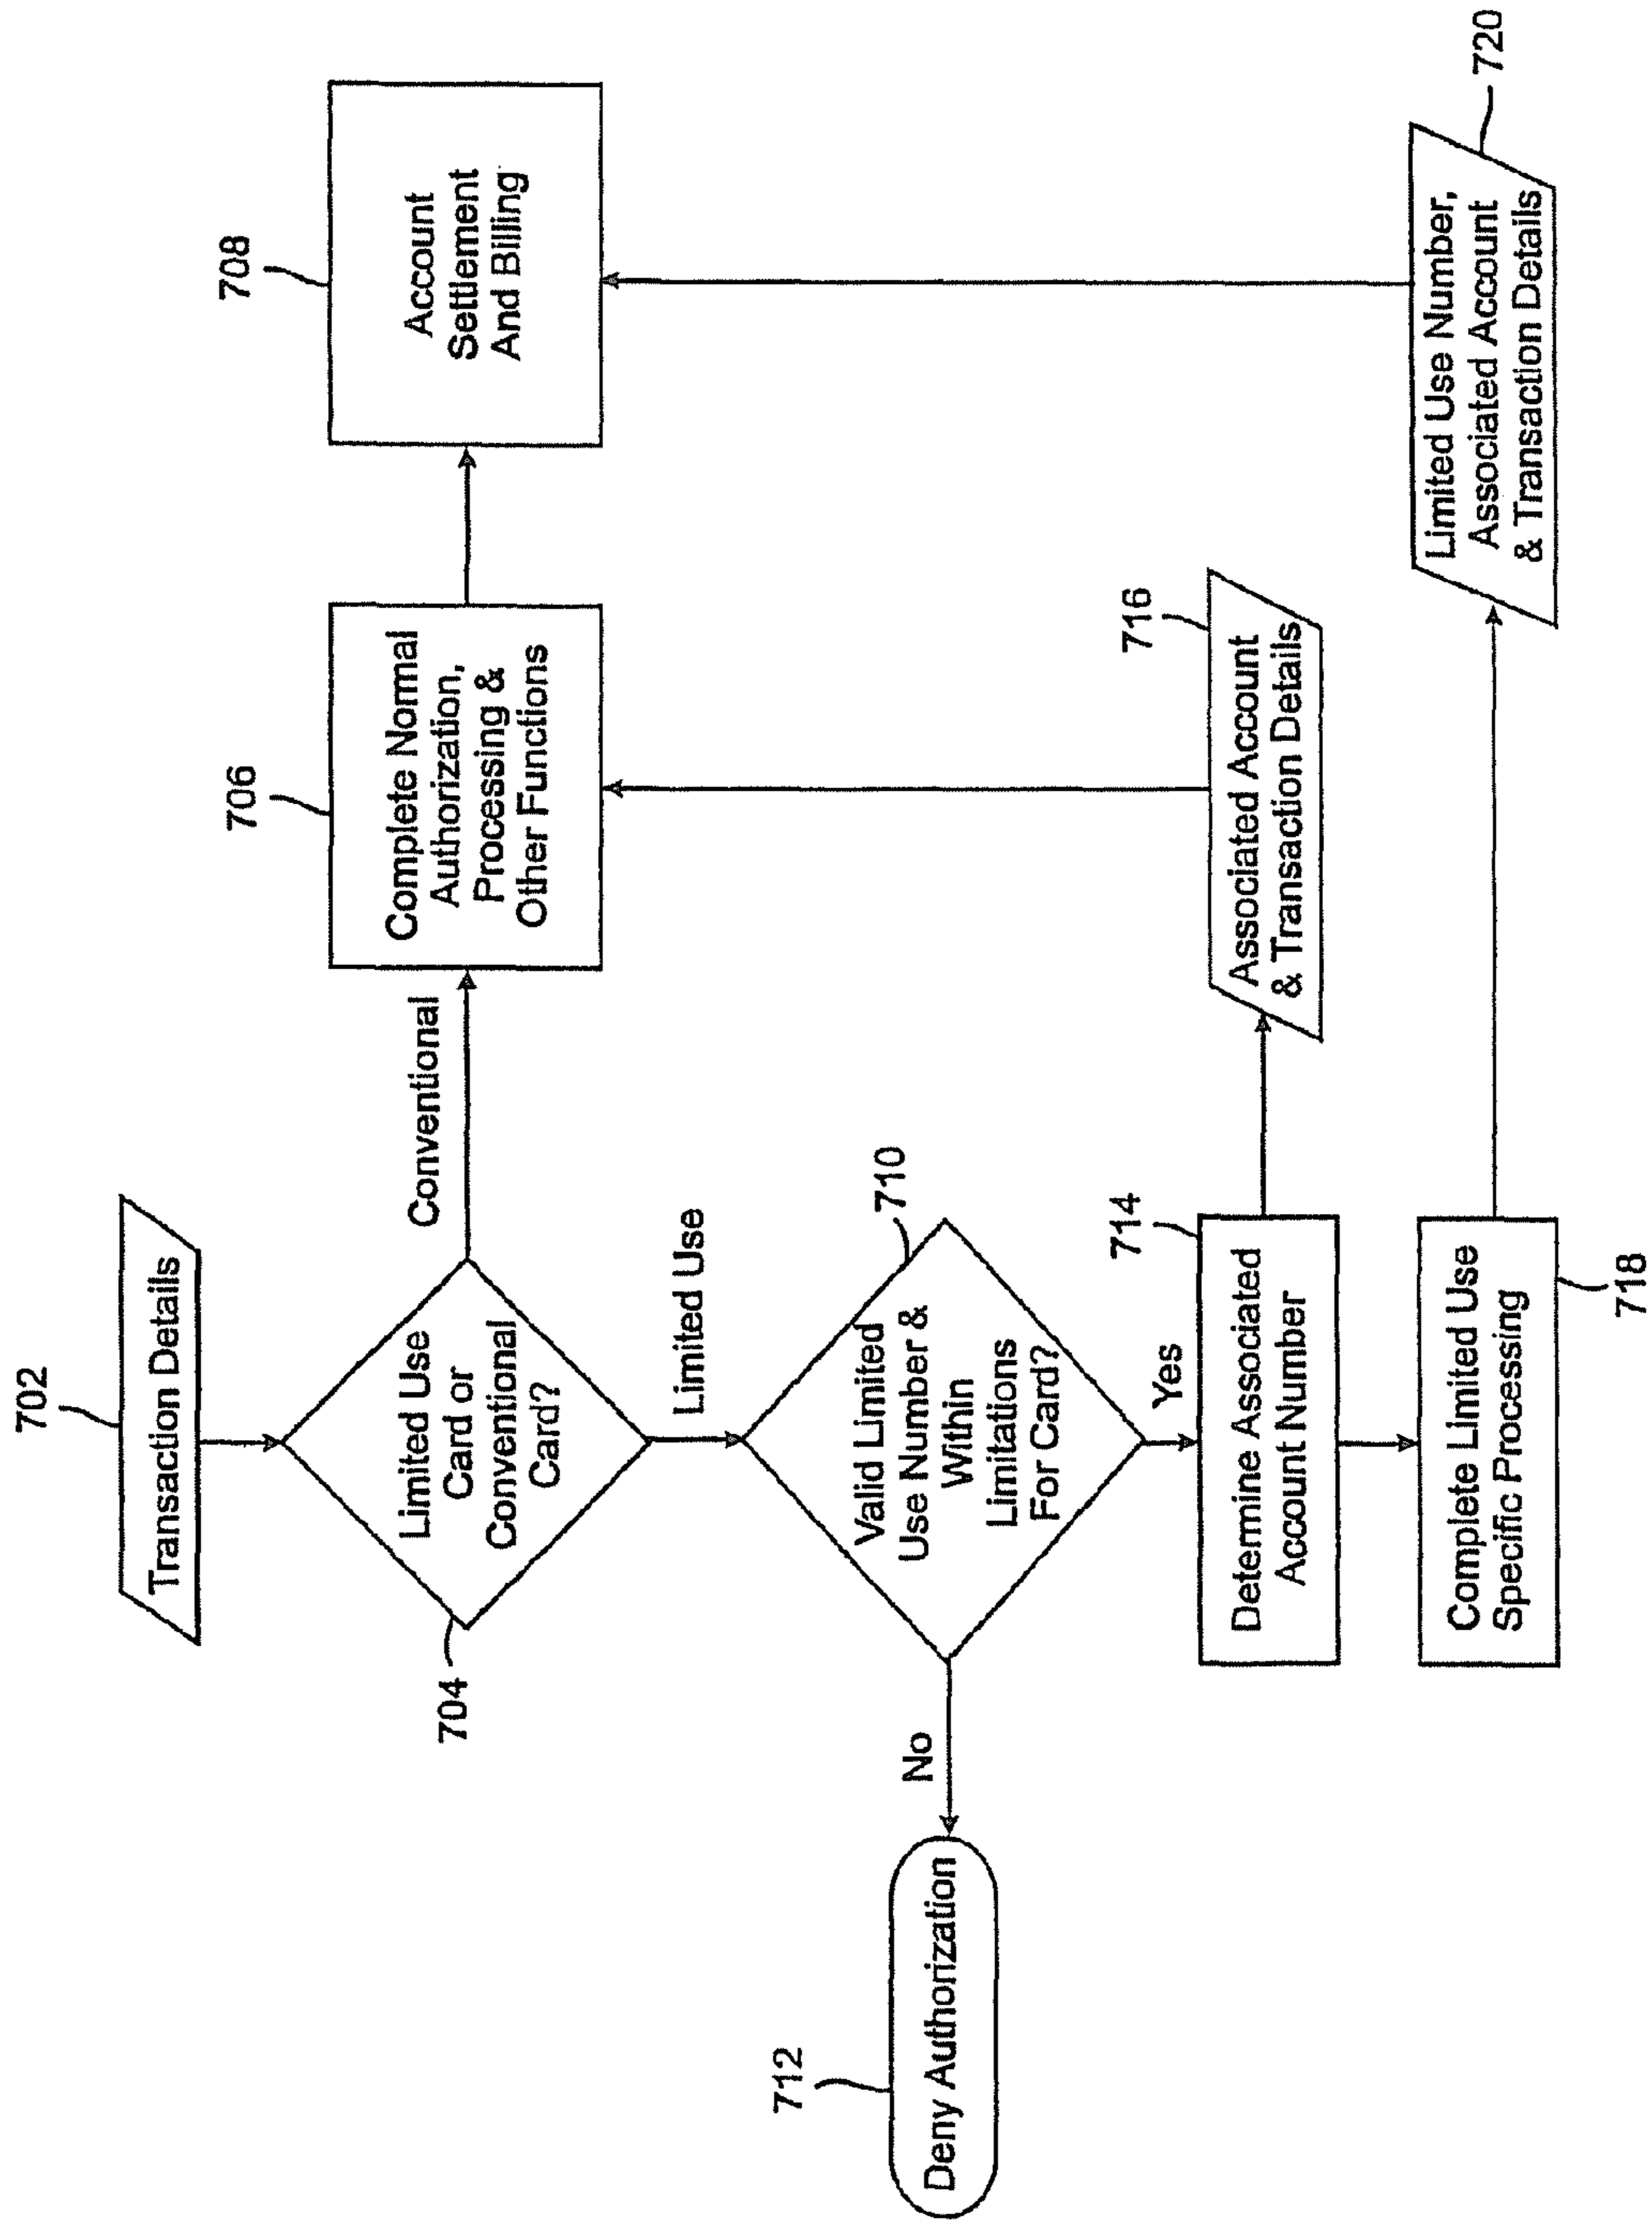 702
Transaction Details
704
Limited Use
Card or
Conventional
Card?
Conventional
706
Complete Normal
Authorization,
Processing &
Other Functions
708
Account
Settlement
And Billing
Limited Use
710
Valid Limited
Use Number &
Within
Limitations
For Card?
No
712
Deny Authorization
Yes
714
Determine Associated
Account Number
716
Associated Account
& Transaction Details
Complete Limited Use
Specific Processing
718
720
Limited Use Number,
Associated Account
& Transaction Details